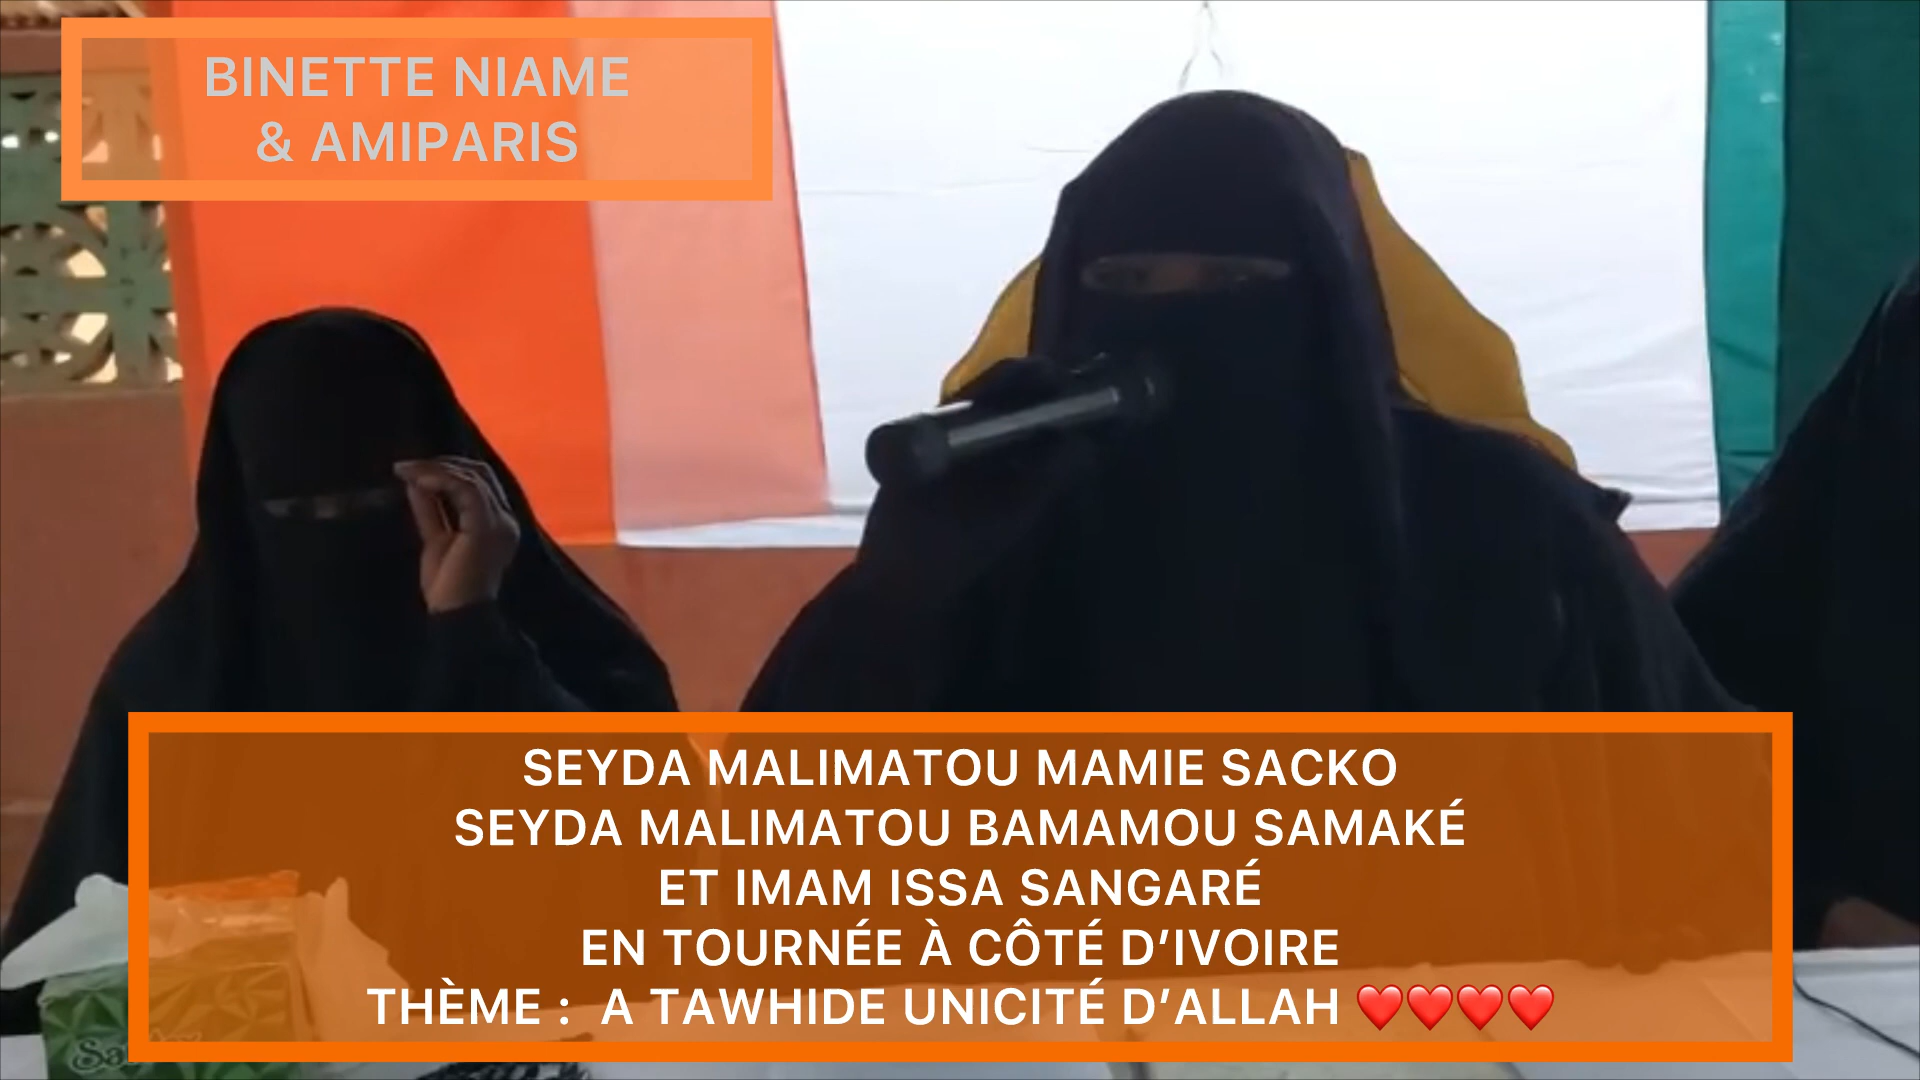 BINETTE NIAME
& AMIPARIS
SEYDA MALIMATOU MAMIE SACKO
SEYDA MALIMATOU BAMAMOU SAMAKÉ
ET IMAM ISSA SANGARÉ
EN TOURNÉE À CÔTÉ D’IVOIRE
THÈME : A TAWHIDE UNICITÉ D’ALLAH ❤️❤️❤️❤️